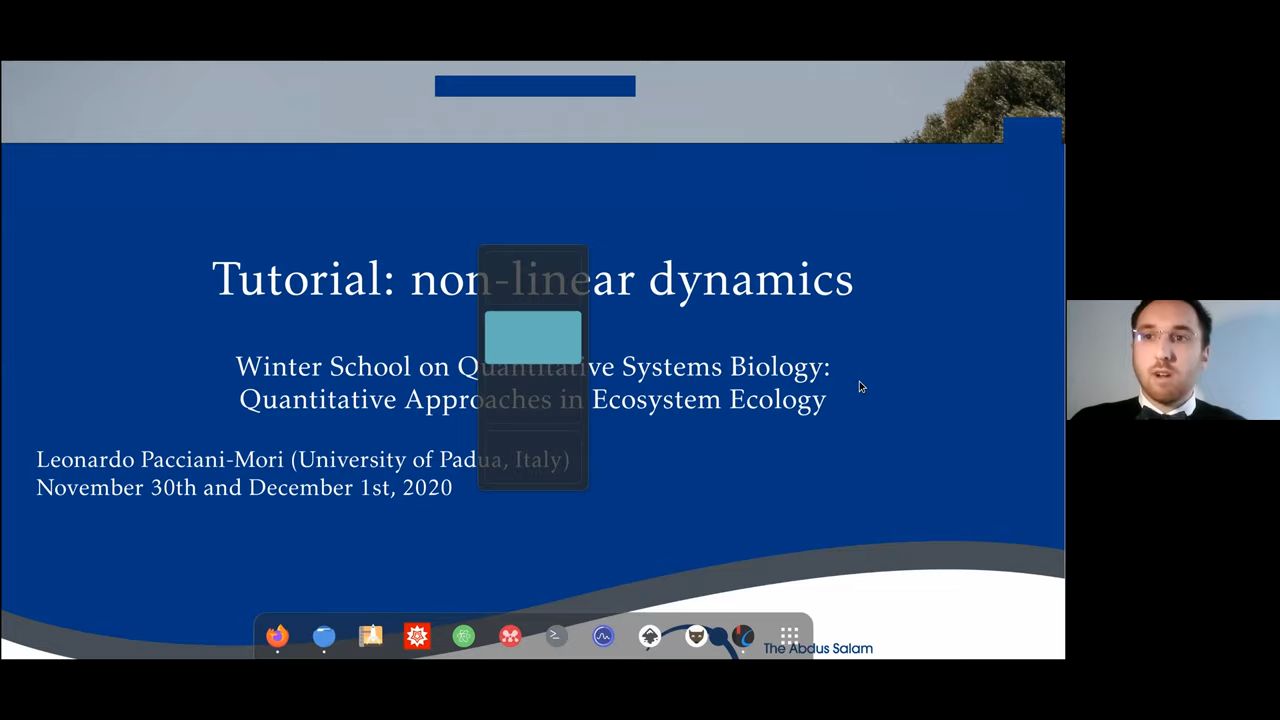 Tutorial: non-linear dynamics
Winter School on Quantitative Systems Biology:
Quantitative Approaches in Ecosystem Ecology
Leonardo Pacciani-Mori (University of Padua, Italy)
November 30th and December 1st, 2020
The Abdus Salam